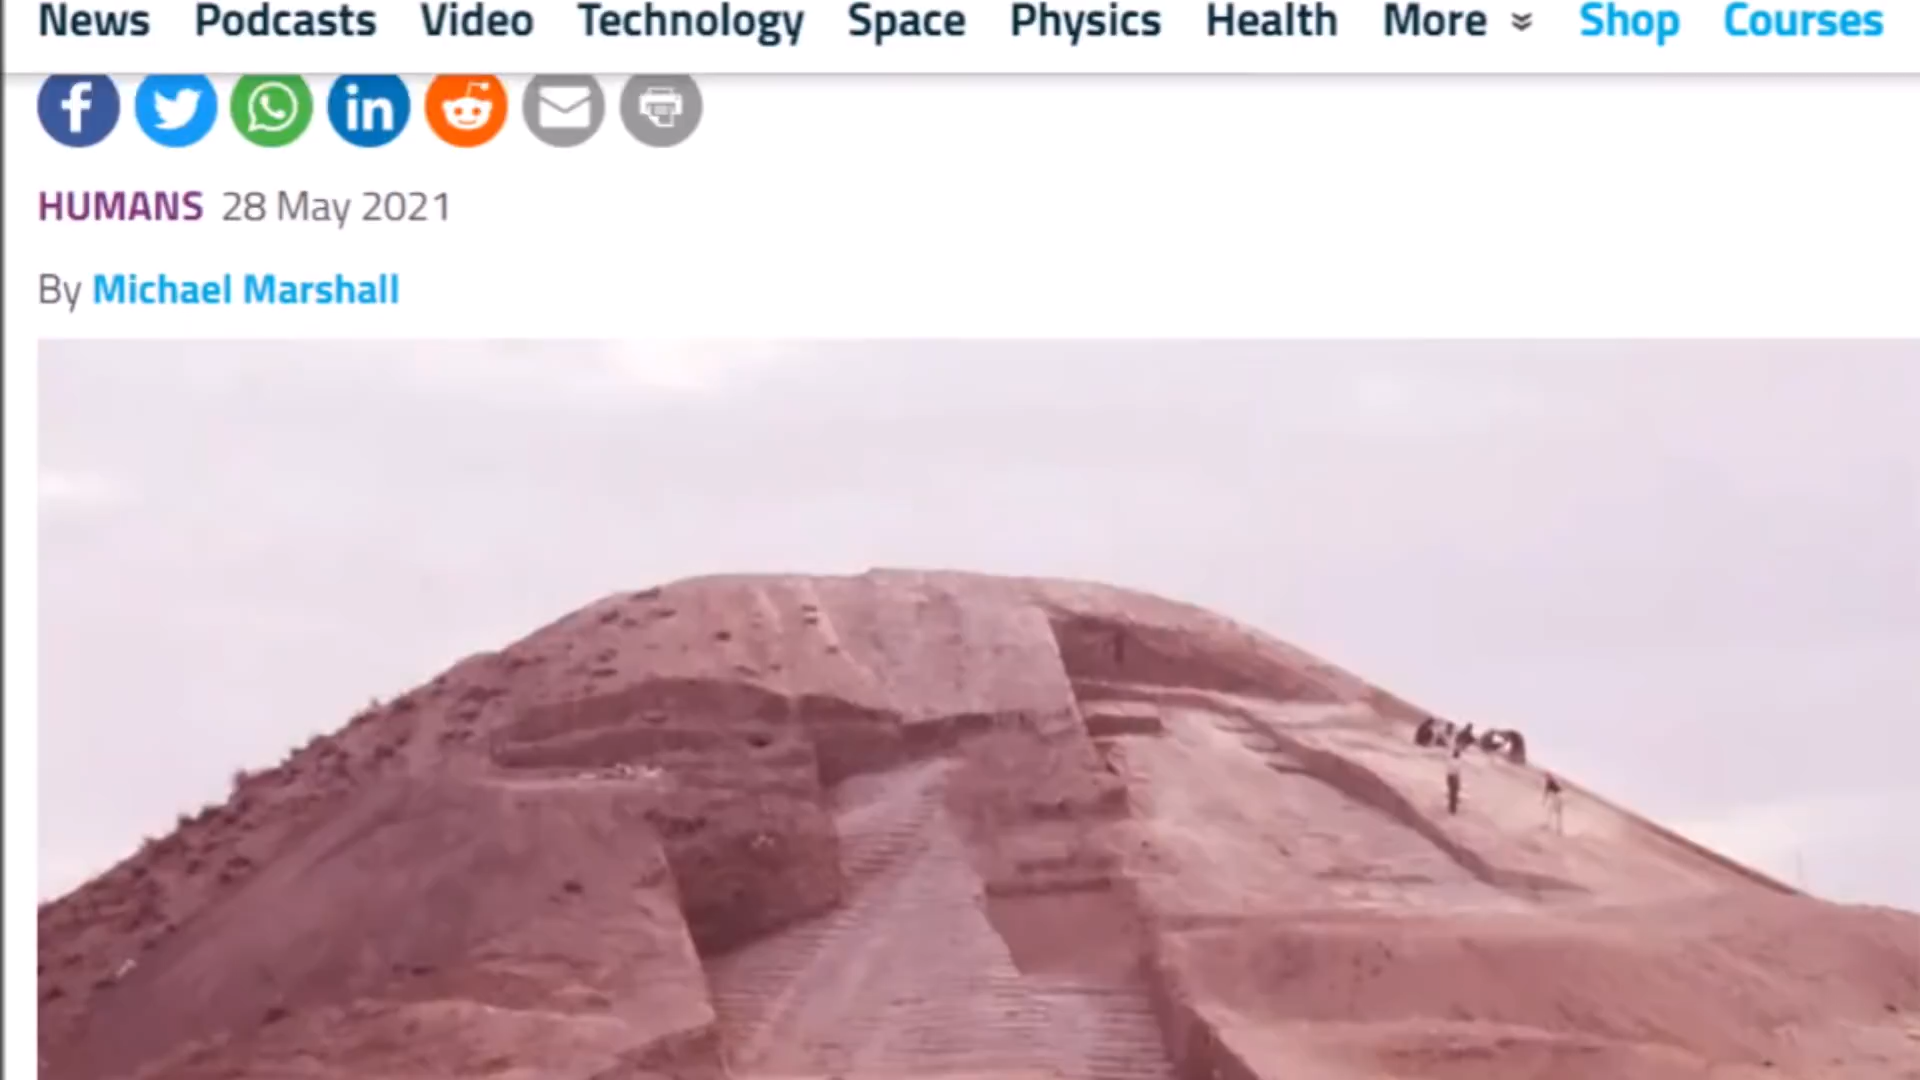 News Podcasts Video Technology Space Physics Health More Shop Courses
HUMANS 28 May 2021
By Michael Marshall